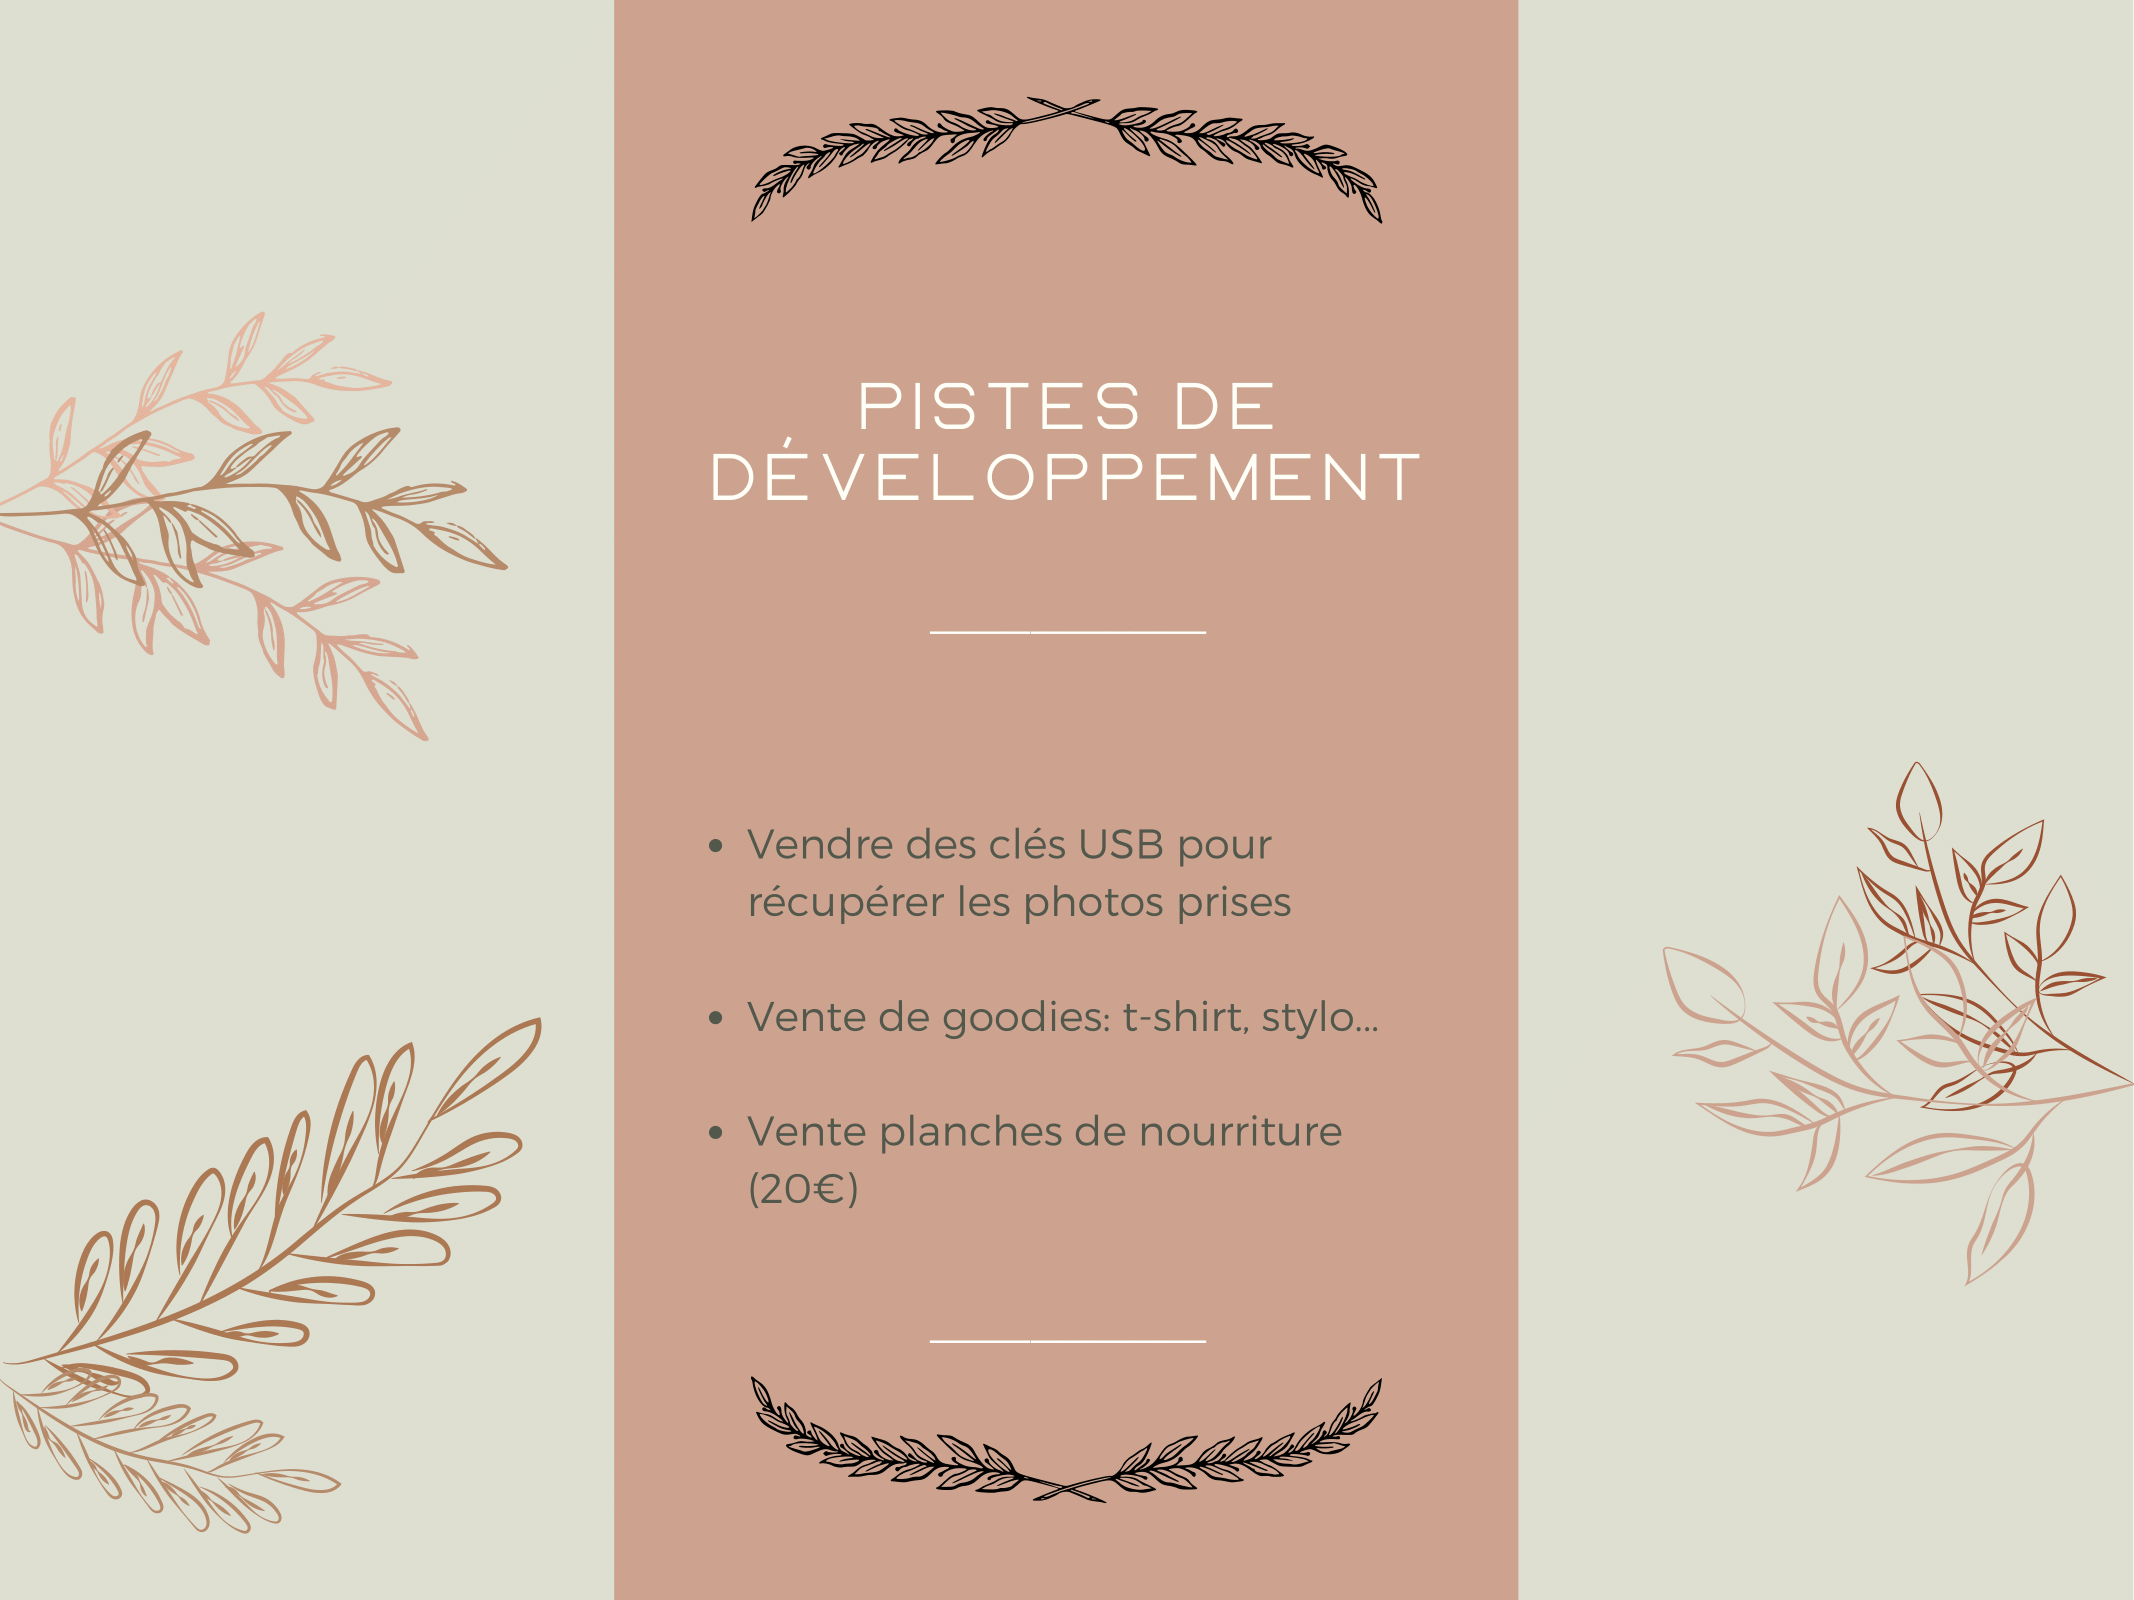 PISTES DE
DÉVELOPPEMENT
• Vendre des clés USB pour
récupérer les photos prises
• Vente de goodies: t-shirt, stylo...
• Vente planches de nourriture
(20€)